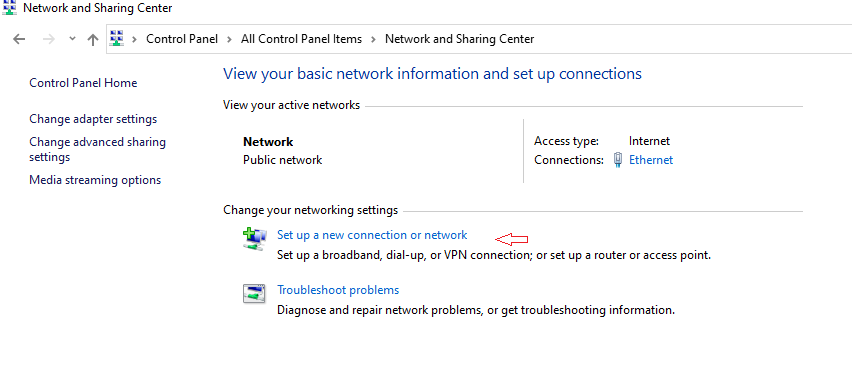 Network and Sharing Center
Control Panel > All Control Panel Items > Network and Sharing Center
Control Panel Home
Change adapter settings
Change advanced sharing
settings
Media streaming options
View your basic network information and set up connections
View your active networks
Network
Public network
Access type: Internet
Connections: Ethernet
Change your networking settings
Set up a new connection or network
Set up a broadband, dial-up, or VPN connection; or set up a router or access point.
Troubleshoot problems
Diagnose and repair network problems, or get troubleshooting information.